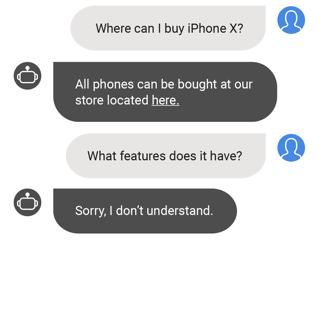 Where can I buy iPhone X?
All phones can be bought at our
store located here.
What features does it have?
Sorry, I don't understand.